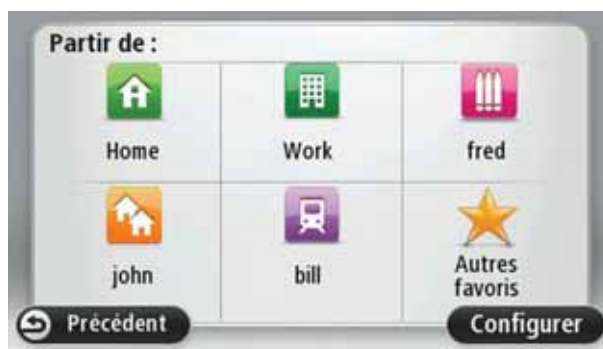 Partir de :
Home
Work
fred
john
bill
Autres
favoris
Précédent
Configurer